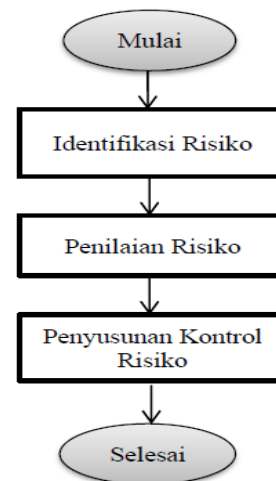 Mulai
Identifikasi Risiko
Penilaian Risiko
Penyusunan Kontrol
Risiko
Selesai